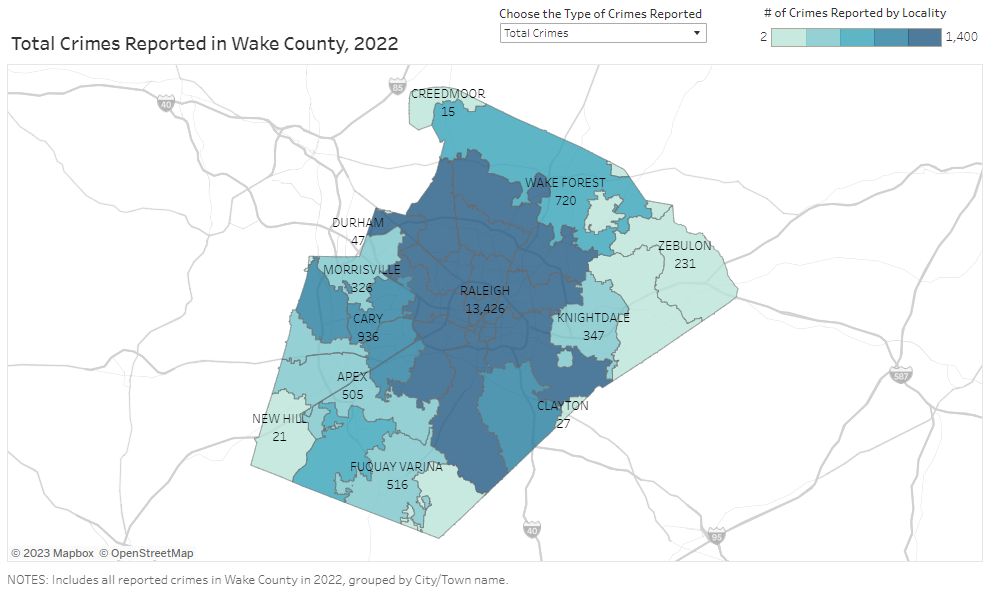 Choose the Type of Crimes Reported
# of Crimes Reported by Locality
Total Crimes
2
1,400
Total Crimes Reported in Wake County, 2022
85
CREEDMOOR
15
40
WAKE FOREST
720
DURHAM
47
ZEBULON
231
MORRISVILLE
326
RALEIGH
13,426
CARY
936
KNIGHTDALE
347
APEX
505
587
CLAYTON
27
NEW HILL
21
FUQUAY VARINA
516
40
95
© 2023 Mapbox © OpenStreetMap
NOTES: Includes all reported crimes in Wake County in 2022, grouped by City/Town name.